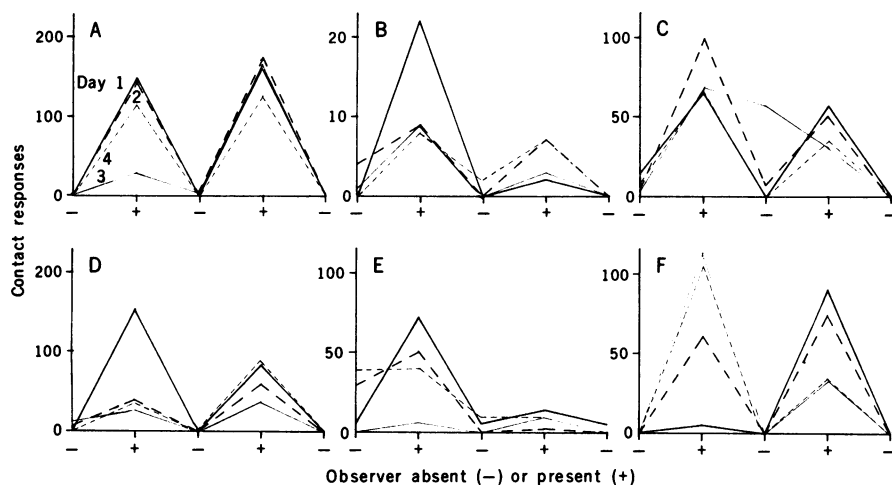 A
B
C
200
100
0
20
10
0
100
50
0
Day 1
2
4
3
− + − + −
− + − + −
− + − + −
Contact responses
D
E
F
200
100
0
100
50
0
100
50
0
− + − + −
− + − + −
− + − + −
Observer absent (−) or present (+)